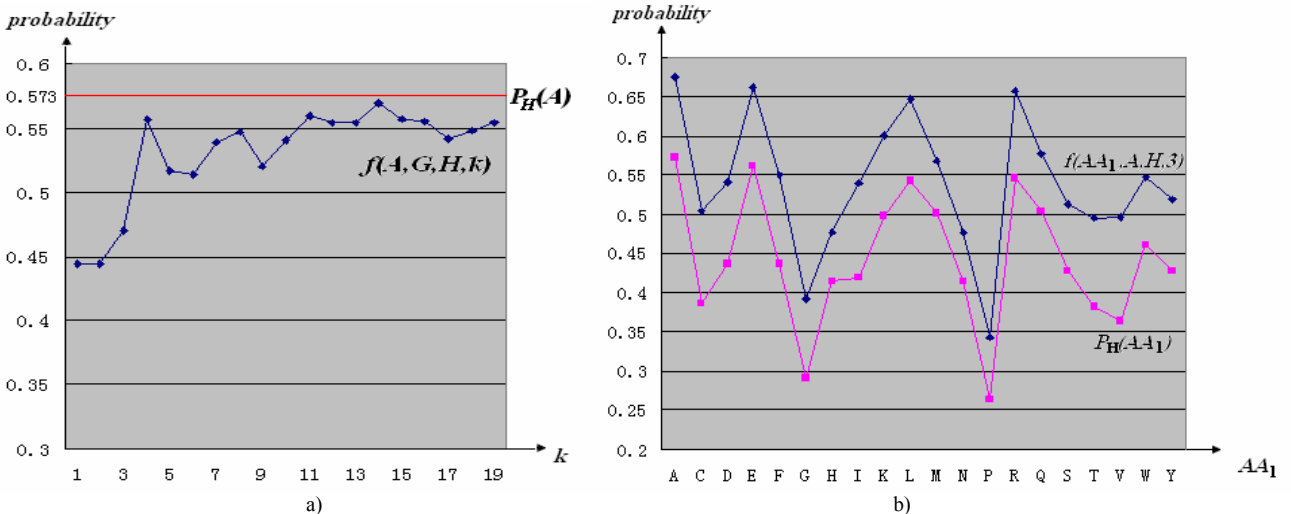 probability
0.6
0.573
0.55
0.5
0.45
0.4
0.35
0.3
P_H(A)
f(A,G,H,k)
1 3 5 7 9 11 13 15 17 19
k
a)
probability
0.7
0.65
0.6
0.55
0.5
0.45
0.4
0.35
0.3
0.25
0.2
f(AA₁,A,H,3)
P_H(AA₁)
A C D E F G H I K L M N P R Q S T V W Y
AA₁
b)